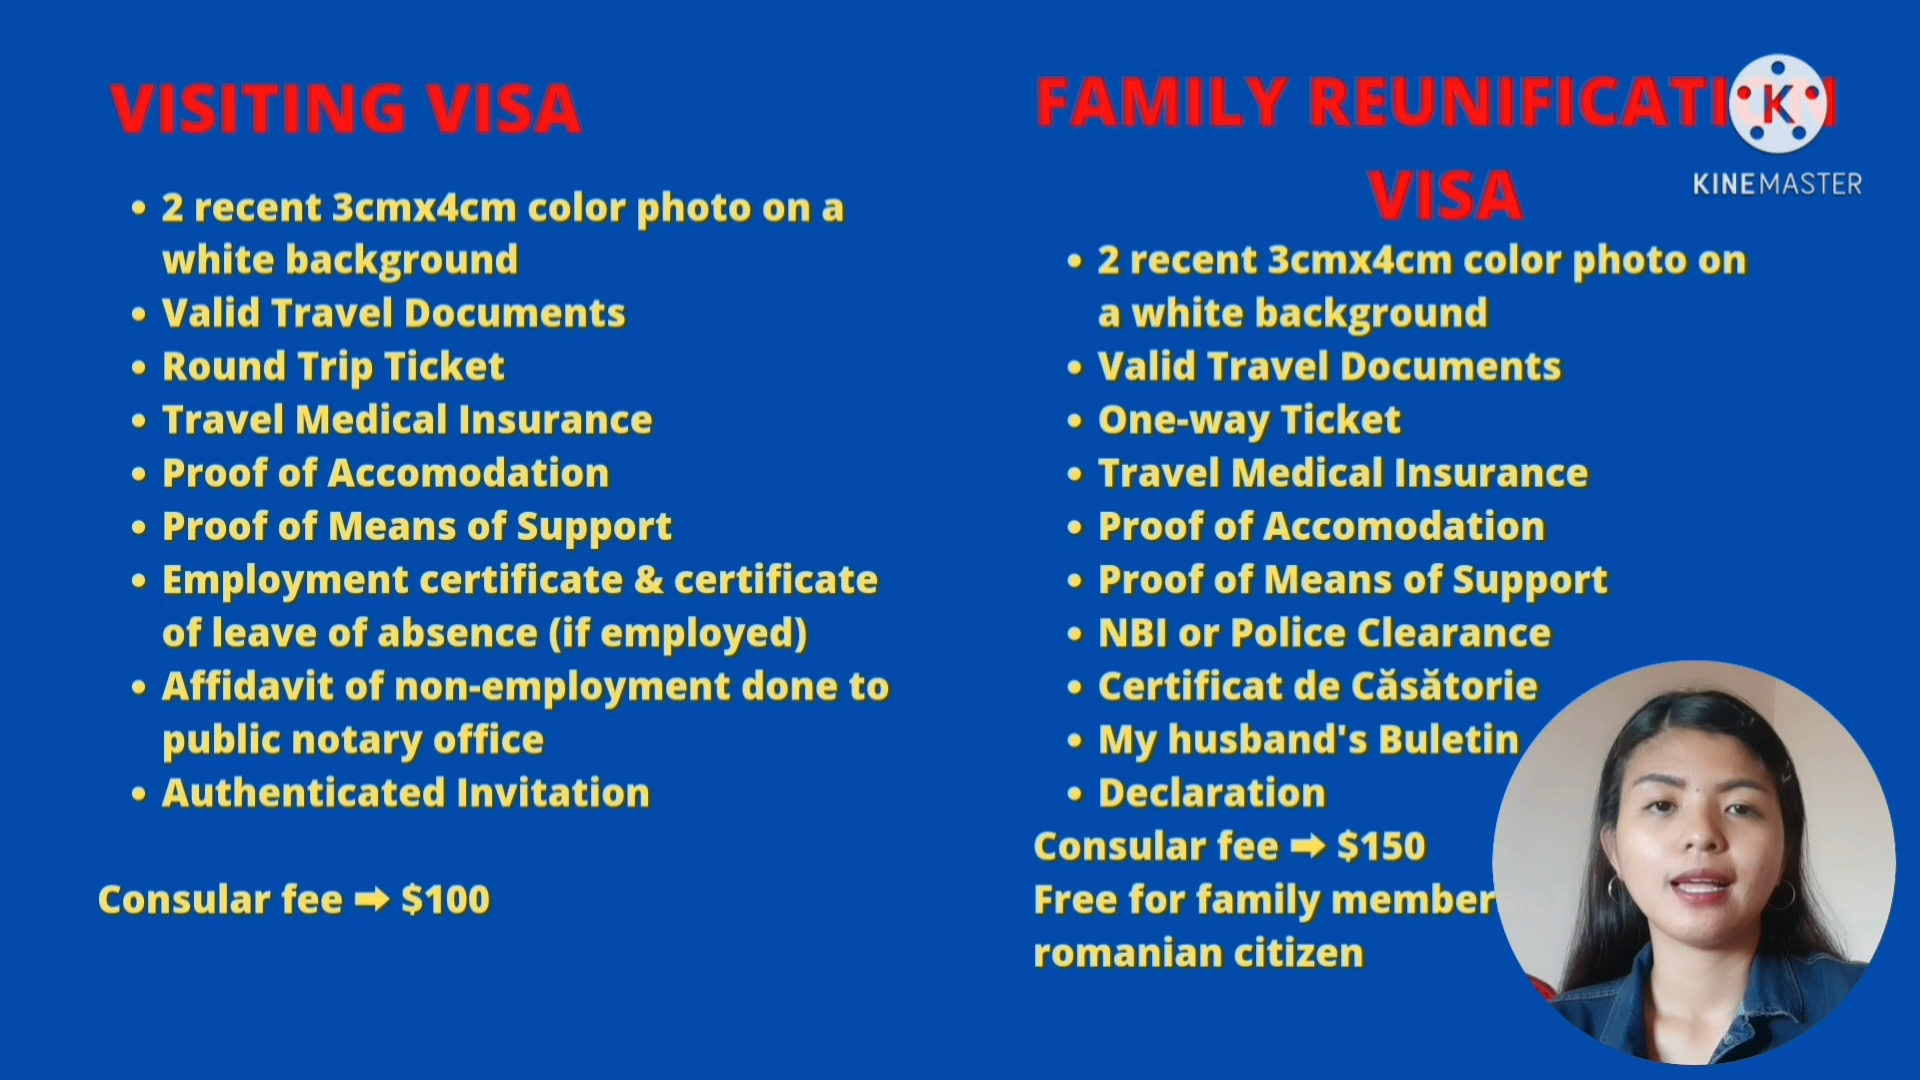 VISITING VISA
• 2 recent 3cmx4cm color photo on a
white background
• Valid Travel Documents
• Round Trip Ticket
• Travel Medical Insurance
• Proof of Accomodation
• Proof of Means of Support
• Employment certificate & certificate
of leave of absence (if employed)
• Affidavit of non-employment done to
public notary office
• Authenticated Invitation
Consular fee ➡ $100
FAMILY
VISA
K
KINEMASTER
• 2 recent 3cmx4cm color photo on
a white background
• Valid Travel Documents
• One-way Ticket
• Travel Medical Insurance
• Proof of Accomodation
• Proof of Means of Support
• NBI or Police Clearance
• Certificat de Căsătorie
• My husband's Buletin
• Declaration
Consular fee ➡ $150
Free for family member
romanian citizen